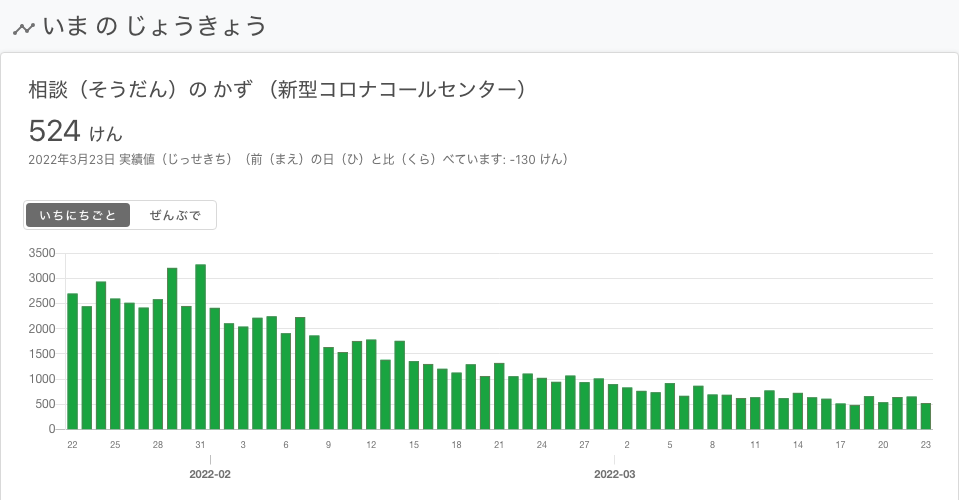 いま の じょうきょう
相談（そうだん）の かず （新型コロナコールセンター）
524 けん
2022年3月23日 実績値（じっせきち）（前（まえ）の日（ひ）と比（くら）べています: -130 けん）
いちにちごと ぜんぶで
3500
3000
2500
2000
1500
1000
500
0
22 25 28 31 3 6 9 12 15 18 21 24 27 2 5 8 11 14 17 20 23
2022-02 2022-03